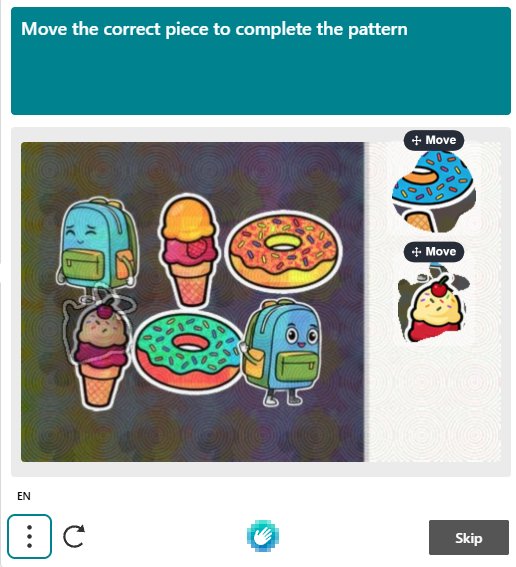 Move the correct piece to complete the pattern
Move
Move
EN
Skip